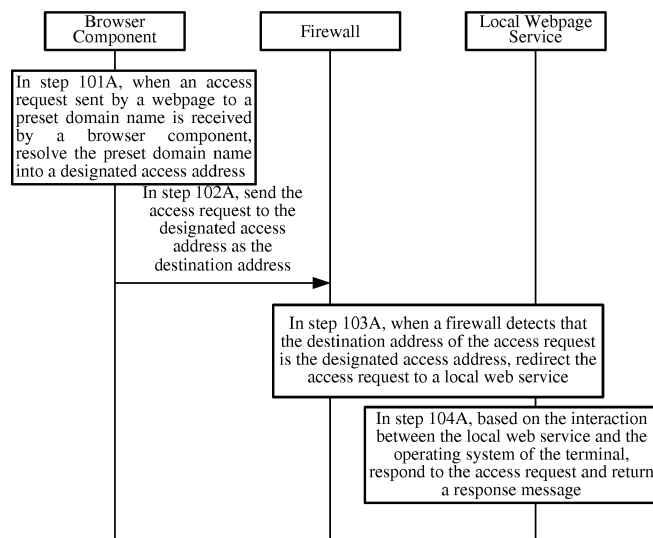 Browser
Component
Firewall
Local Webpage
Service
In step 101A, when an access
request sent by a webpage to a
preset domain name is received
by a browser component,
resolve the preset domain name
into a designated access address
In step 102A, send the
access request to the
designated access
address as the
destination address
In step 103A, when a firewall detects that
the destination address of the access request
is the designated access address, redirect the
access request to a local web service
In step 104A, based on the interaction
between the local web service and the
operating system of the terminal,
respond to the access request and return
a response message